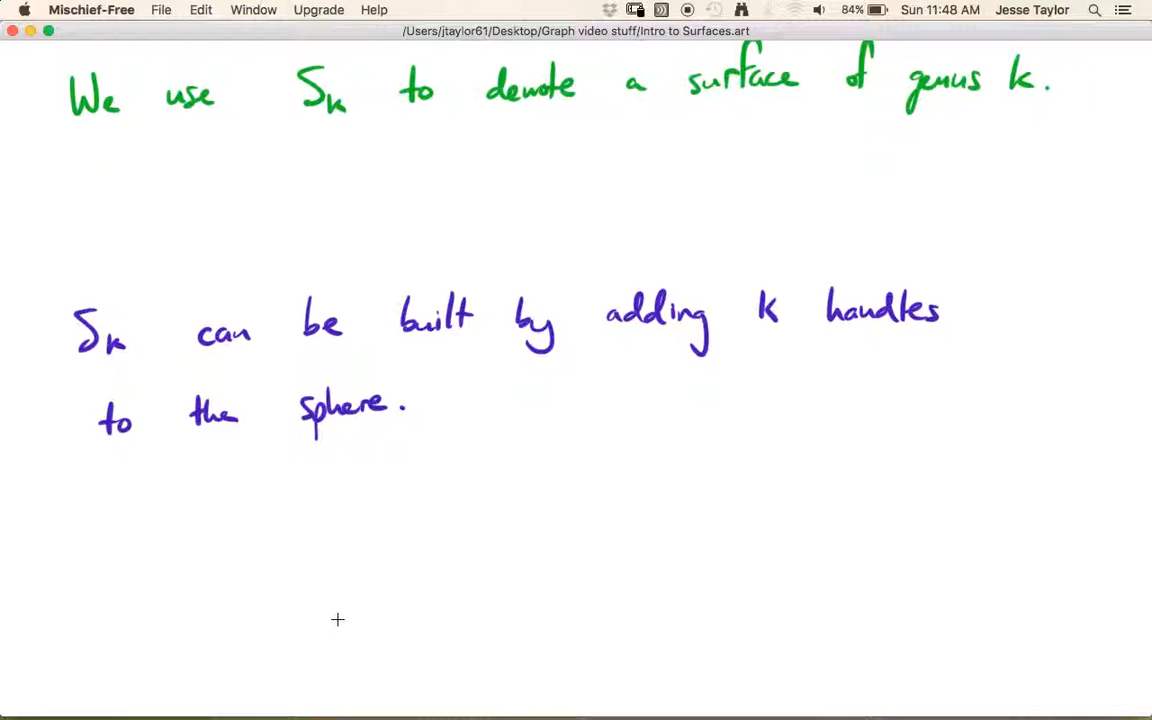 Mischief-Free File Edit Window Upgrade Help 84% Sun 11:48 AM Jesse Taylor
/Users/jtaylor61/Desktop/Graph video stuff/Intro to Surfaces.art
We use Sₖ to denote a surface of genus k.
Sₖ can be built by adding k handles
to the sphere.